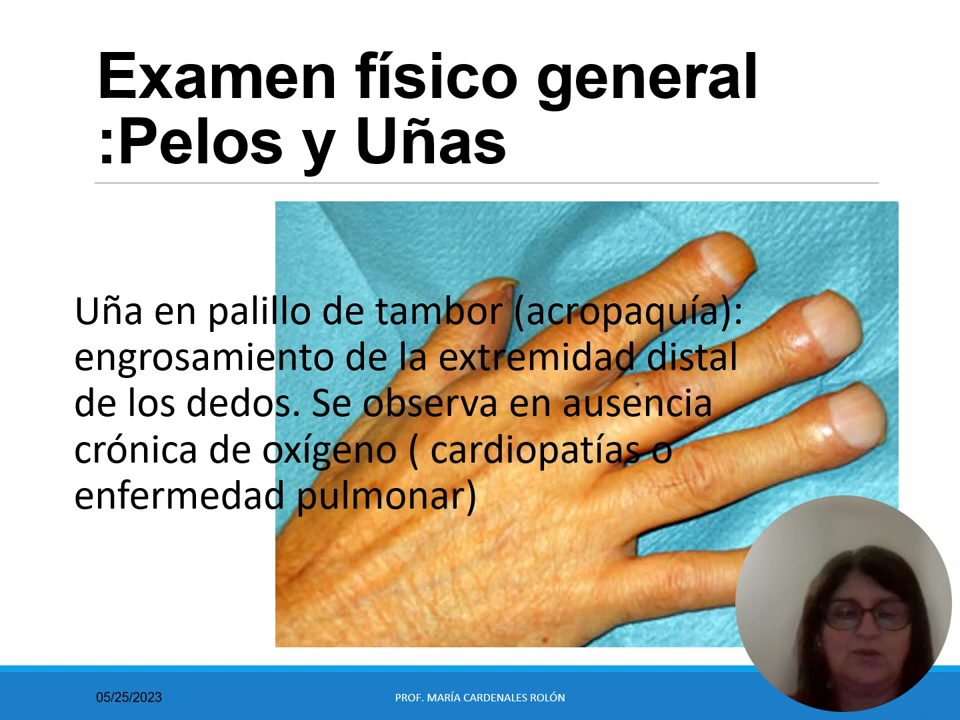 Examen físico general
:Pelos y Uñas
Uña en palillo de tambor (acropaquía):
engrosamiento de la extremidad distal
de los dedos. Se observa en ausencia
crónica de oxígeno ( cardiopatías o
enfermedad pulmonar)
05/25/2023
PROF. MARÍA CARDENALES ROLÓN